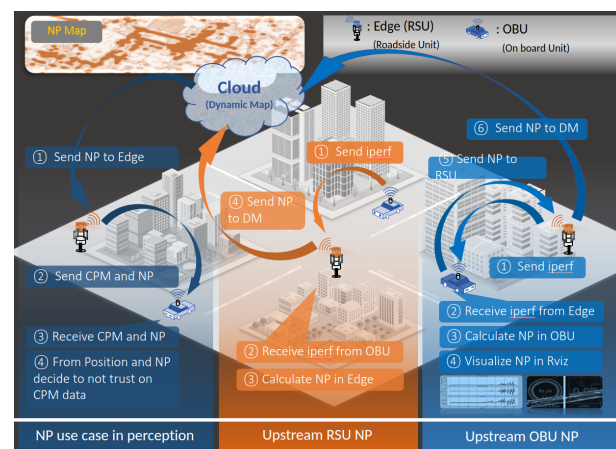 NP Map
: Edge (RSU)
(Roadside Unit)
: OBU
(On board Unit)
Cloud
(Dynamic Map)
① Send NP to Edge
② Send CPM and NP
③ Receive CPM and NP
④ From Position and NP
decide to not trust on
CPM data
① Send iperf
④ Send NP
to DM
② Receive iperf from OBU
③ Calculate NP in Edge
⑥ Send NP to DM
⑤ Send NP to
RSU
① Send iperf
② Receive iperf from Edge
③ Calculate NP in OBU
④ Visualize NP in Rviz
NP use case in perception
Upstream RSU NP
Upstream OBU NP